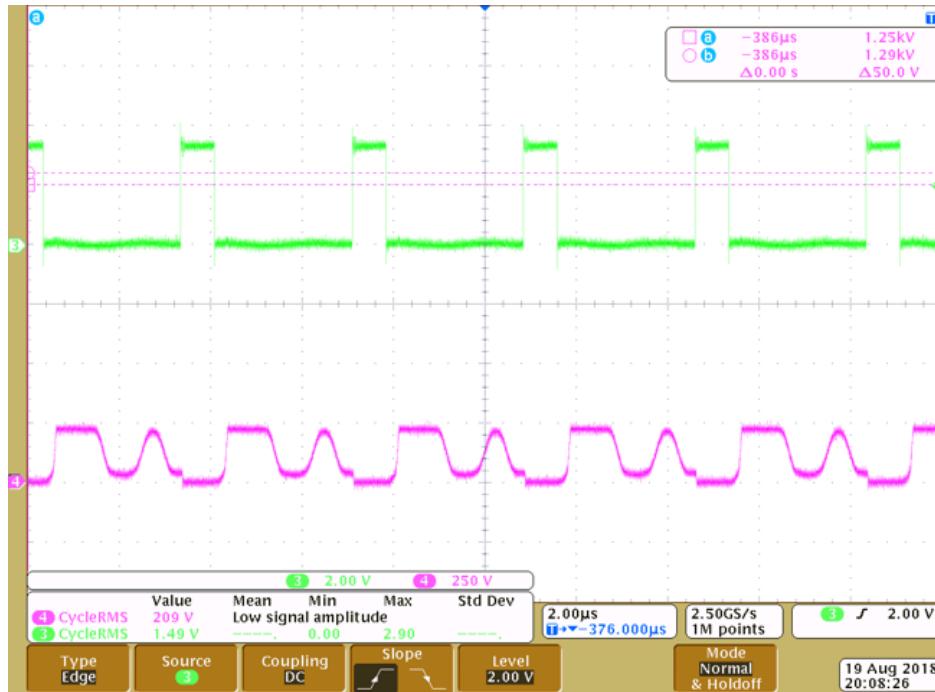 a
T
a −386µs 1.25kV
b −386µs 1.29kV
Δ0.00 s Δ50.0 V
3
4
3 2.00 V 4 250 V
Value Mean Min Max Std Dev
4 CycleRMS 209 V Low signal amplitude
3 CycleRMS 1.49 V −−−−. 0.00 2.90 −−−−.
2.00µs
T→▼−376.000µs
2.50GS/s
1M points
3 2.00 V
Type
Edge
Source
3
Coupling
DC
Slope
Level
2.00 V
Mode
Normal
& Holdoff
19 Aug 2018
20:08:26